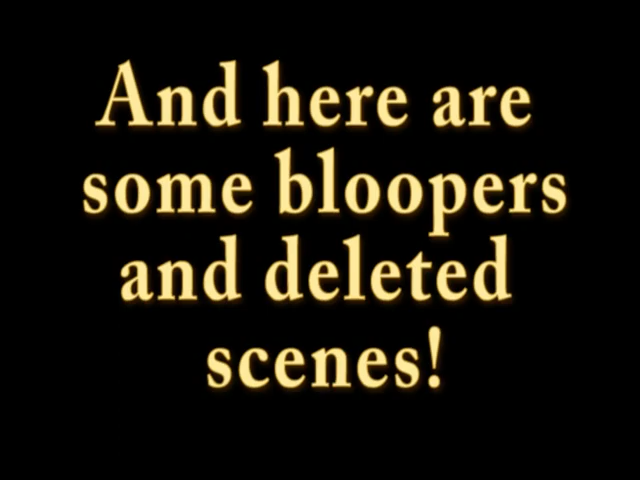 And here are
some bloopers
and deleted
scenes!